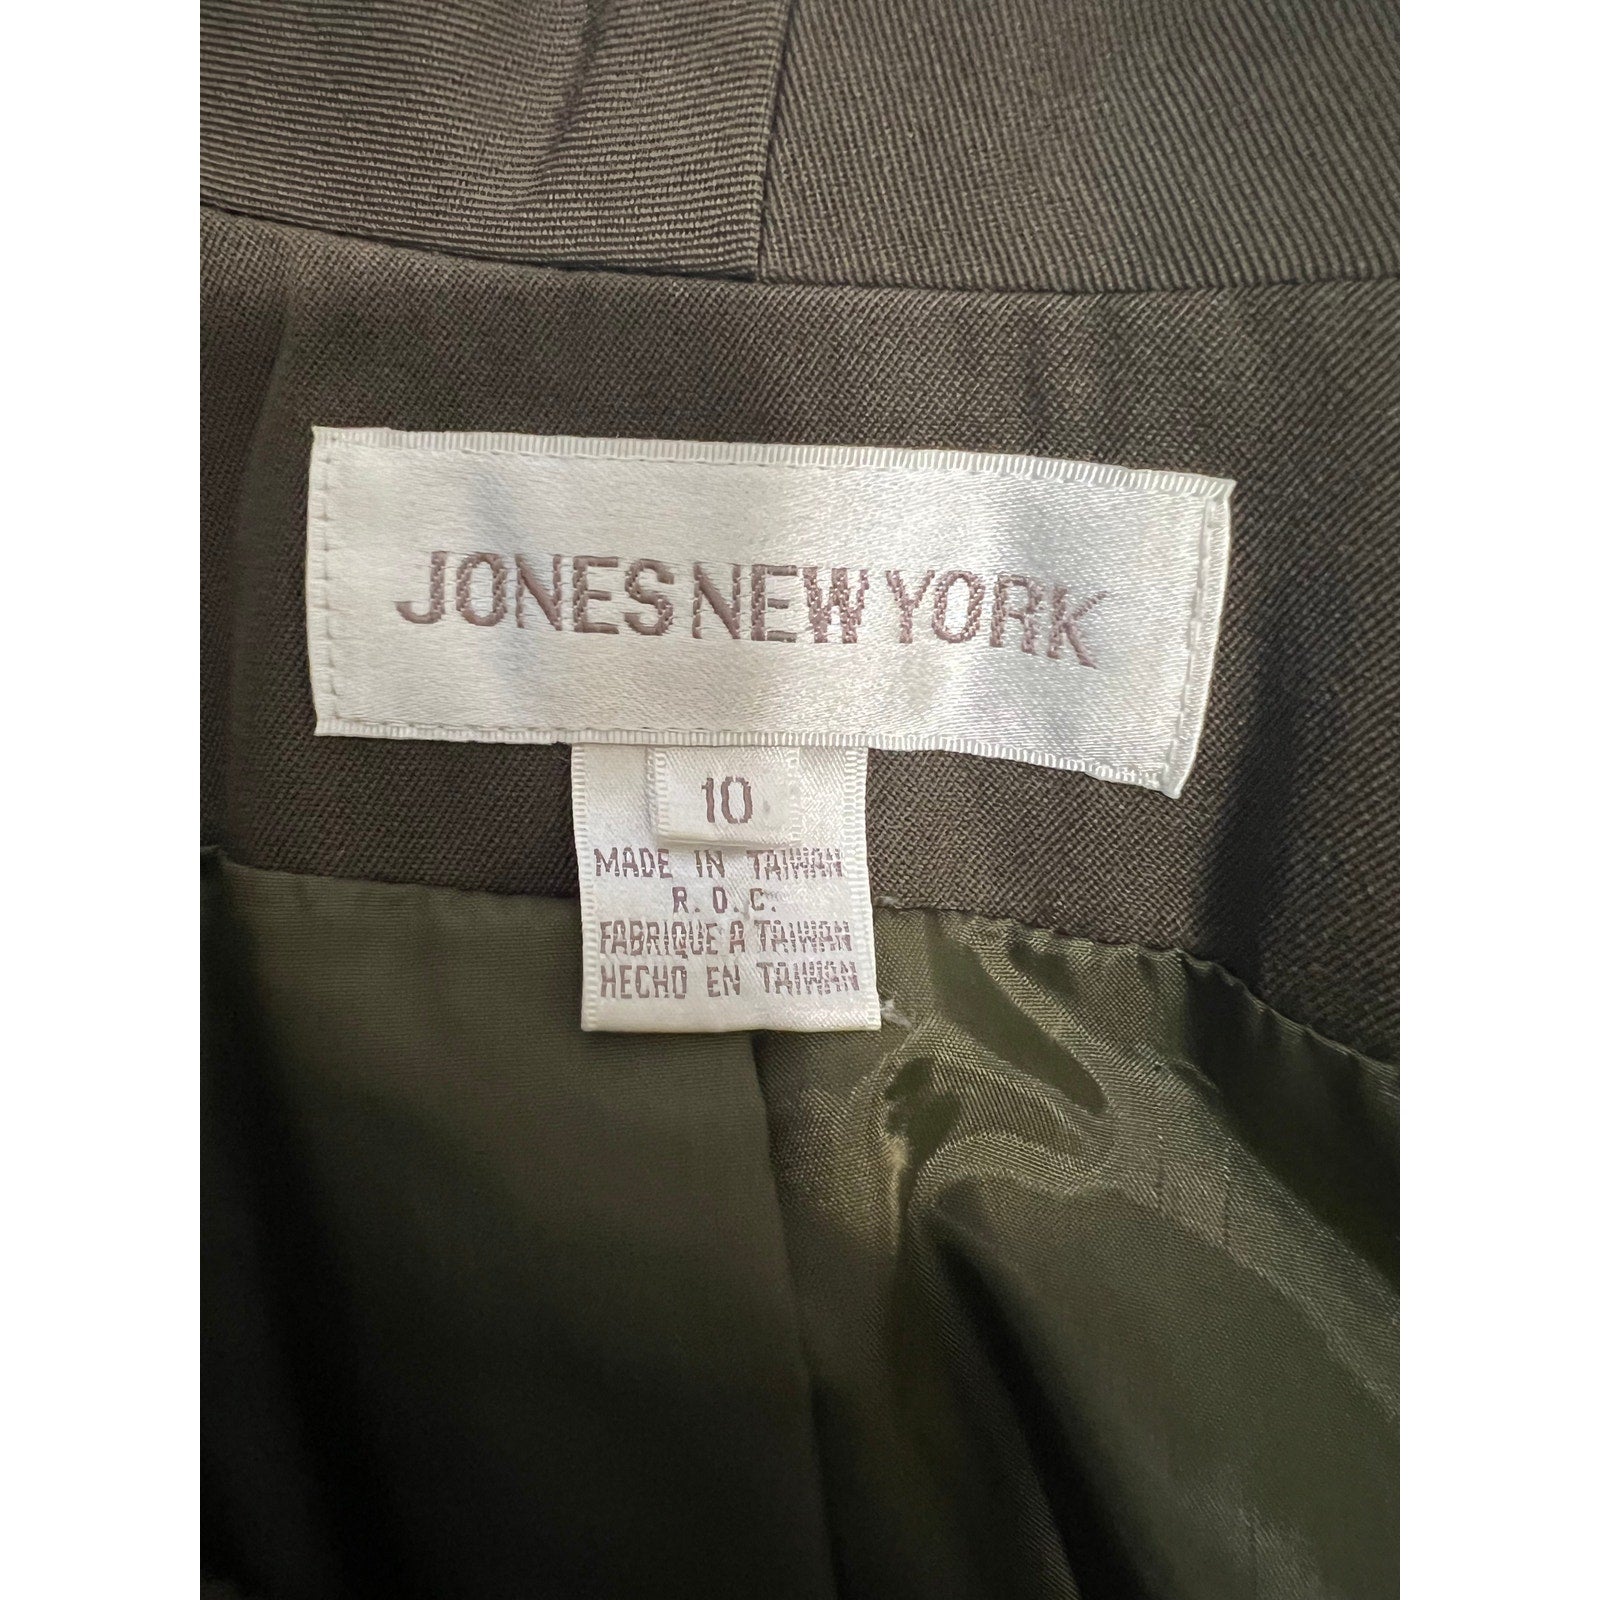 JONES NEW YORK
10
MADE IN TAIWAN
R.O.C.
FABRIQUE A TAIWAN
HECHO EN TAIWAN